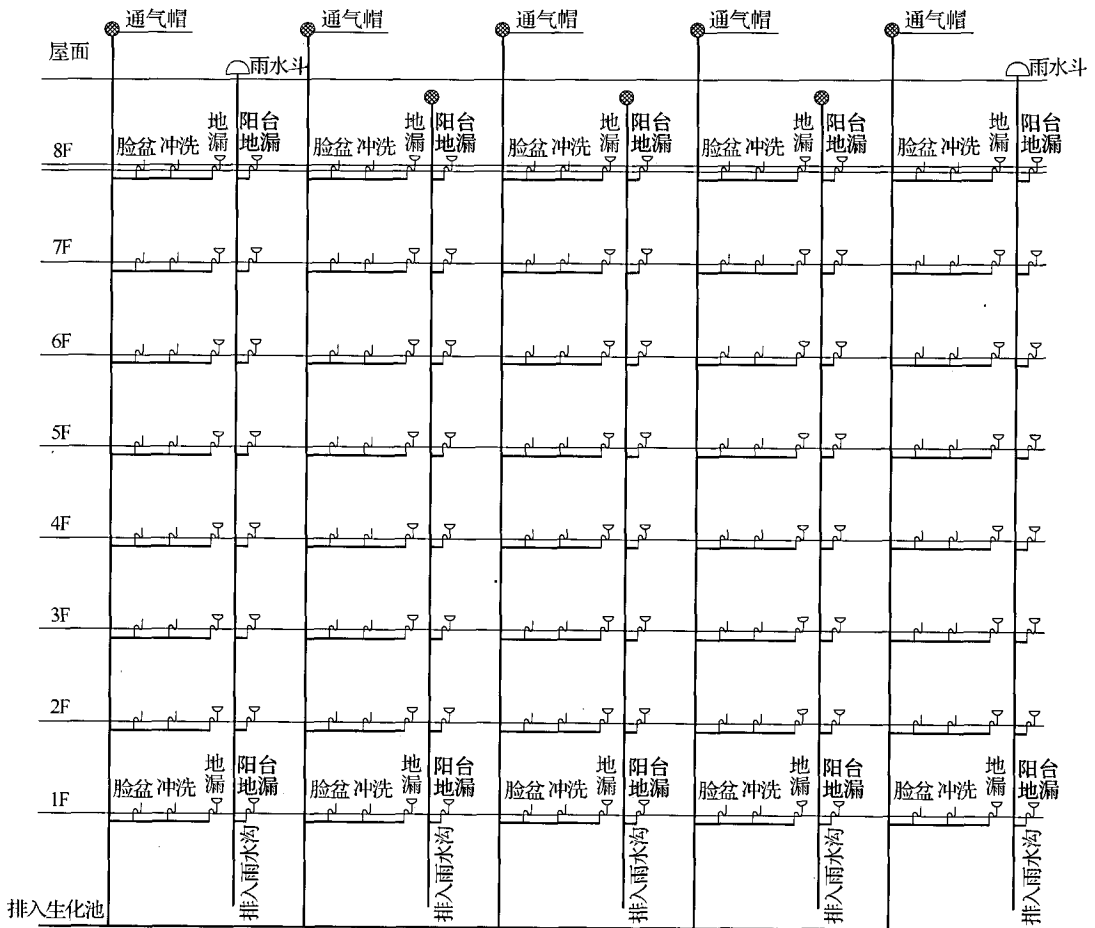 通气帽 通气帽 通气帽 通气帽 通气帽
屋面
雨水斗 雨水斗
8F
脸盆 冲洗 地漏 阳台地漏 脸盆 冲洗 地漏 阳台地漏 脸盆 冲洗 地漏 阳台地漏 脸盆 冲洗 地漏 阳台地漏 脸盆 冲洗 地漏 阳台地漏
7F
6F
5F
4F
3F
2F
1F
脸盆 冲洗 地漏 阳台地漏 脸盆 冲洗 地漏 阳台地漏 脸盆 冲洗 地漏 阳台地漏 脸盆 冲洗 地漏 阳台地漏 脸盆 冲洗 地漏 阳台地漏
排入雨水沟 排入雨水沟 排入雨水沟 排入雨水沟 排入雨水沟
排入生化池